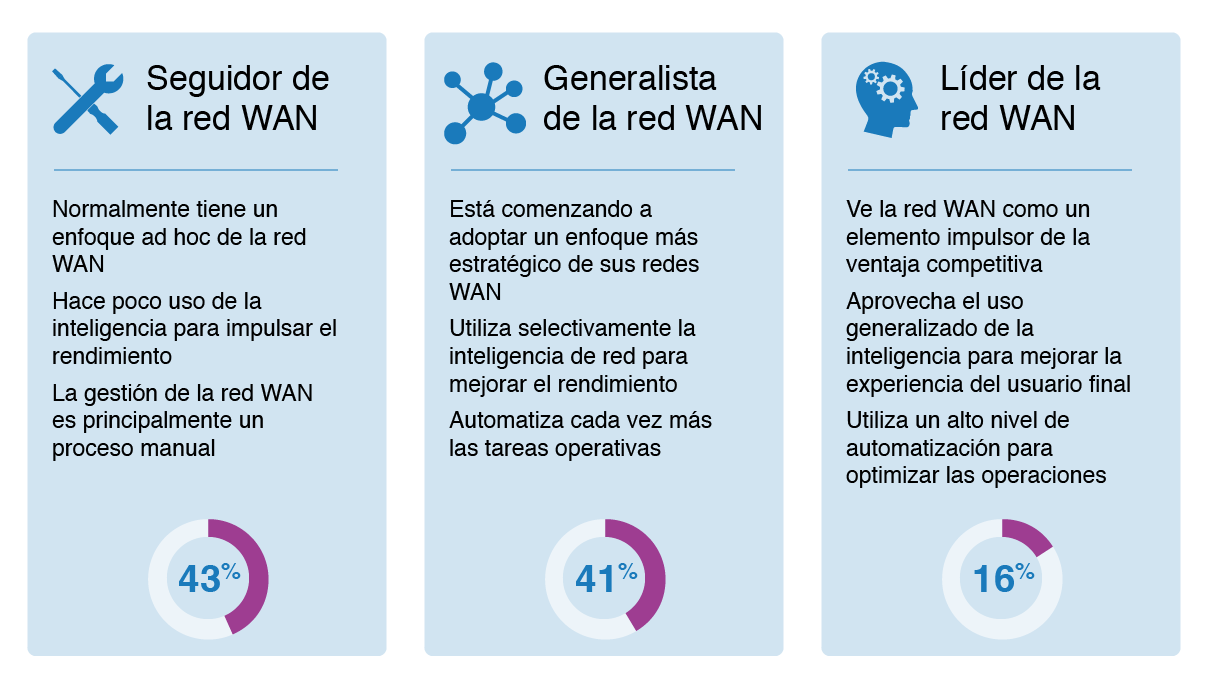 Seguidor de
la red WAN
Normalmente tiene un
enfoque ad hoc de la red
WAN
Hace poco uso de la
inteligencia para impulsar el
rendimiento
La gestión de la red WAN
es principalmente un
proceso manual
43%
Generalista
de la red WAN
Está comenzando a
adoptar un enfoque más
estratégico de sus redes
WAN
Utiliza selectivamente la
inteligencia de red para
mejorar el rendimiento
Automatiza cada vez más
las tareas operativas
41%
Líder de la
red WAN
Ve la red WAN como un
elemento impulsor de la
ventaja competitiva
Aprovecha el uso
generalizado de la
inteligencia para mejorar la
experiencia del usuario final
Utiliza un alto nivel de
automatización para
optimizar las operaciones
16%